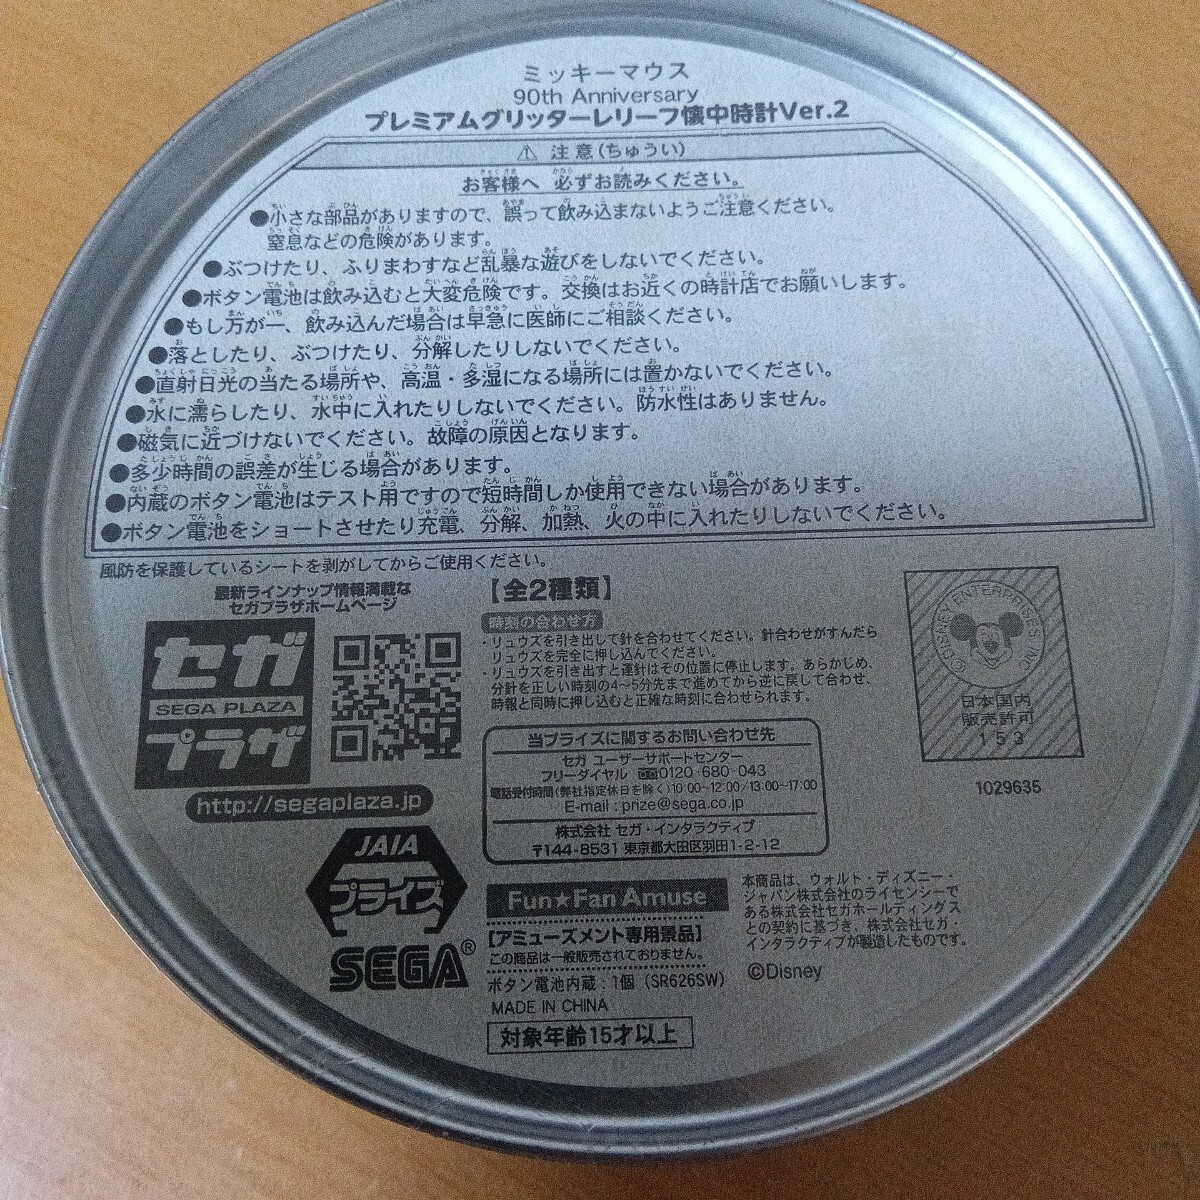 ミッキーマウス
90th Anniversary
プレミアムグリッターレリーフ懐中時計Ver.2
⚠ 注意(ちゅうい)
お客様へ 必ずお読みください。
●小さな部品がありますので、誤って飲み込まないようご注意ください。
窒息などの危険があります。
●ぶつけたり、ふりまわすなど乱暴な遊びをしないでください。
●ボタン電池は飲み込むと大変危険です。交換はお近くの時計店でお願いします。
●もし万が一、飲み込んだ場合は早急に医師にご相談ください。
●落としたり、ぶつけたり、分解したりしないでください。
●直射日光の当たる場所や、高温・多湿になる場所には置かないでください。
●水に濡らしたり、水中に入れたりしないでください。防水性はありません。
●磁気に近づけないでください。故障の原因となります。
●多少時間の誤差が生じる場合があります。
●内蔵のボタン電池はテスト用ですので短時間しか使用できない場合があります。
●ボタン電池をショートさせたり充電、分解、加熱、火の中に入れたりしないでください。
風防を保護しているシートを剥がしてからご使用ください。
最新ラインナップ情報満載な
セガプラザホームページ
セガ
SEGA PLAZA
プラザ
http://segaplaza.jp
JAIA
プライズ
SEGA®
【全2種類】
時刻の合わせ方
・リュウズを引き出して針を合わせてください。針合わせがすんだら
リュウズを完全に押し込んでください。
・リュウズを引き出すと運針はその位置に停止します。あらかじめ、
分針を正しい時刻の4〜5分先まで進めてから逆に戻して合わせ、
時報と同時に押し込むと正確な時刻に合わせられます。
当プライズに関するお問い合わせ先
セガ ユーザーサポートセンター
フリーダイヤル 0120-680-043
電話受付時間(弊社指定休日を除く)10:00〜12:00/13:00〜17:00
E-mail:prize@sega.co.jp
株式会社 セガ・インタラクティブ
〒144-8531 東京都大田区羽田1-2-12
Fun★Fan Amuse
[アミューズメント専用景品]
この商品は一般販売されておりません。
ボタン電池内蔵:1個(SR626SW)
MADE IN CHINA
対象年齢15才以上
©DISNEY ENTERPRISES, INC.
日本国内
販売許可
153
1029635
本商品は、ウォルト・ディズニー・
ジャパン株式会社のライセンシーで
ある株式会社セガホールディングス
との契約に基づき、株式会社セガ・
インタラクティブが製造したものです。
©Disney